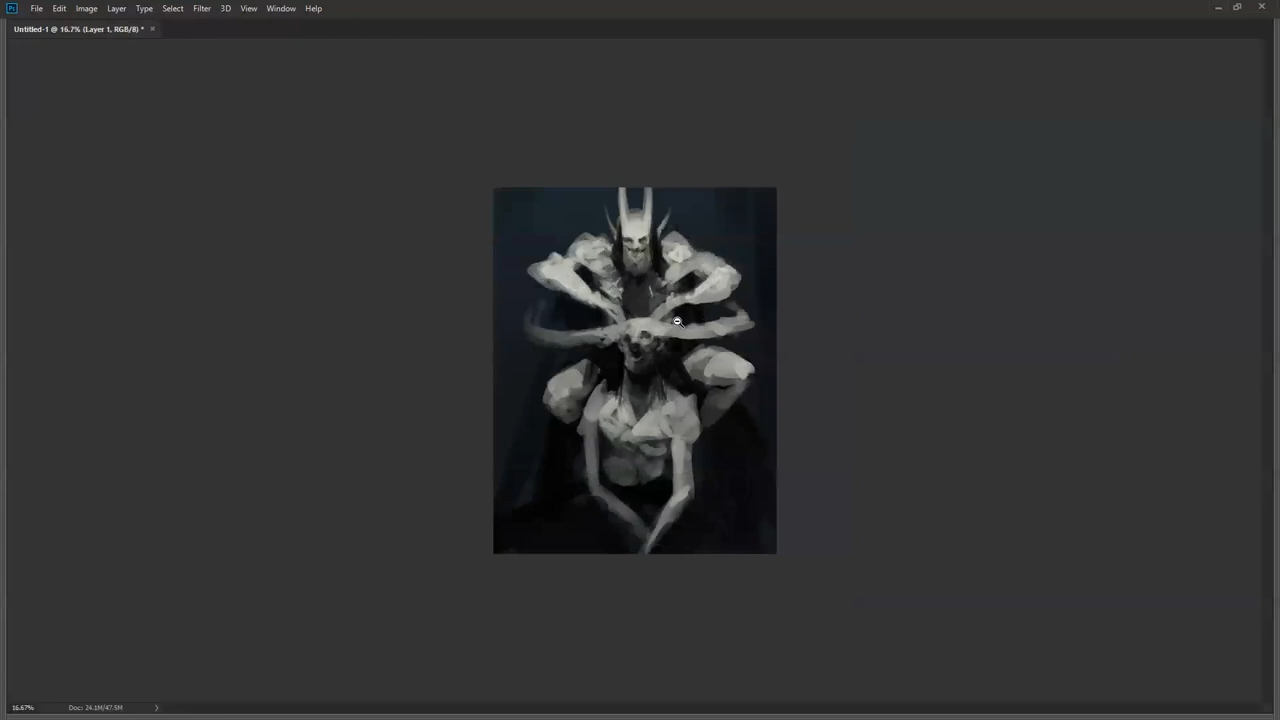 Ps File Edit Image Layer Type Select Filter 3D View Window Help
Untitled-1 @ 16.7% (Layer 1, RGB/8) *
16.67% Doc: 24.1M/47.5M